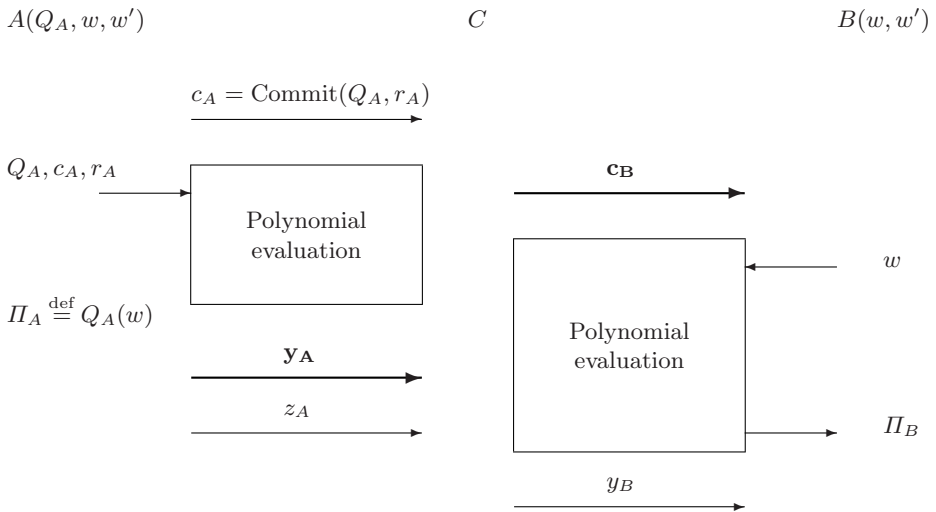 A(Q_A, w, w′) C B(w, w′)
c_A = Commit(Q_A, r_A)
Q_A, c_A, r_A
c_B
Polynomial
evaluation
w
Π_A def= Q_A(w)
Polynomial
evaluation
y_A
z_A
Π_B
y_B